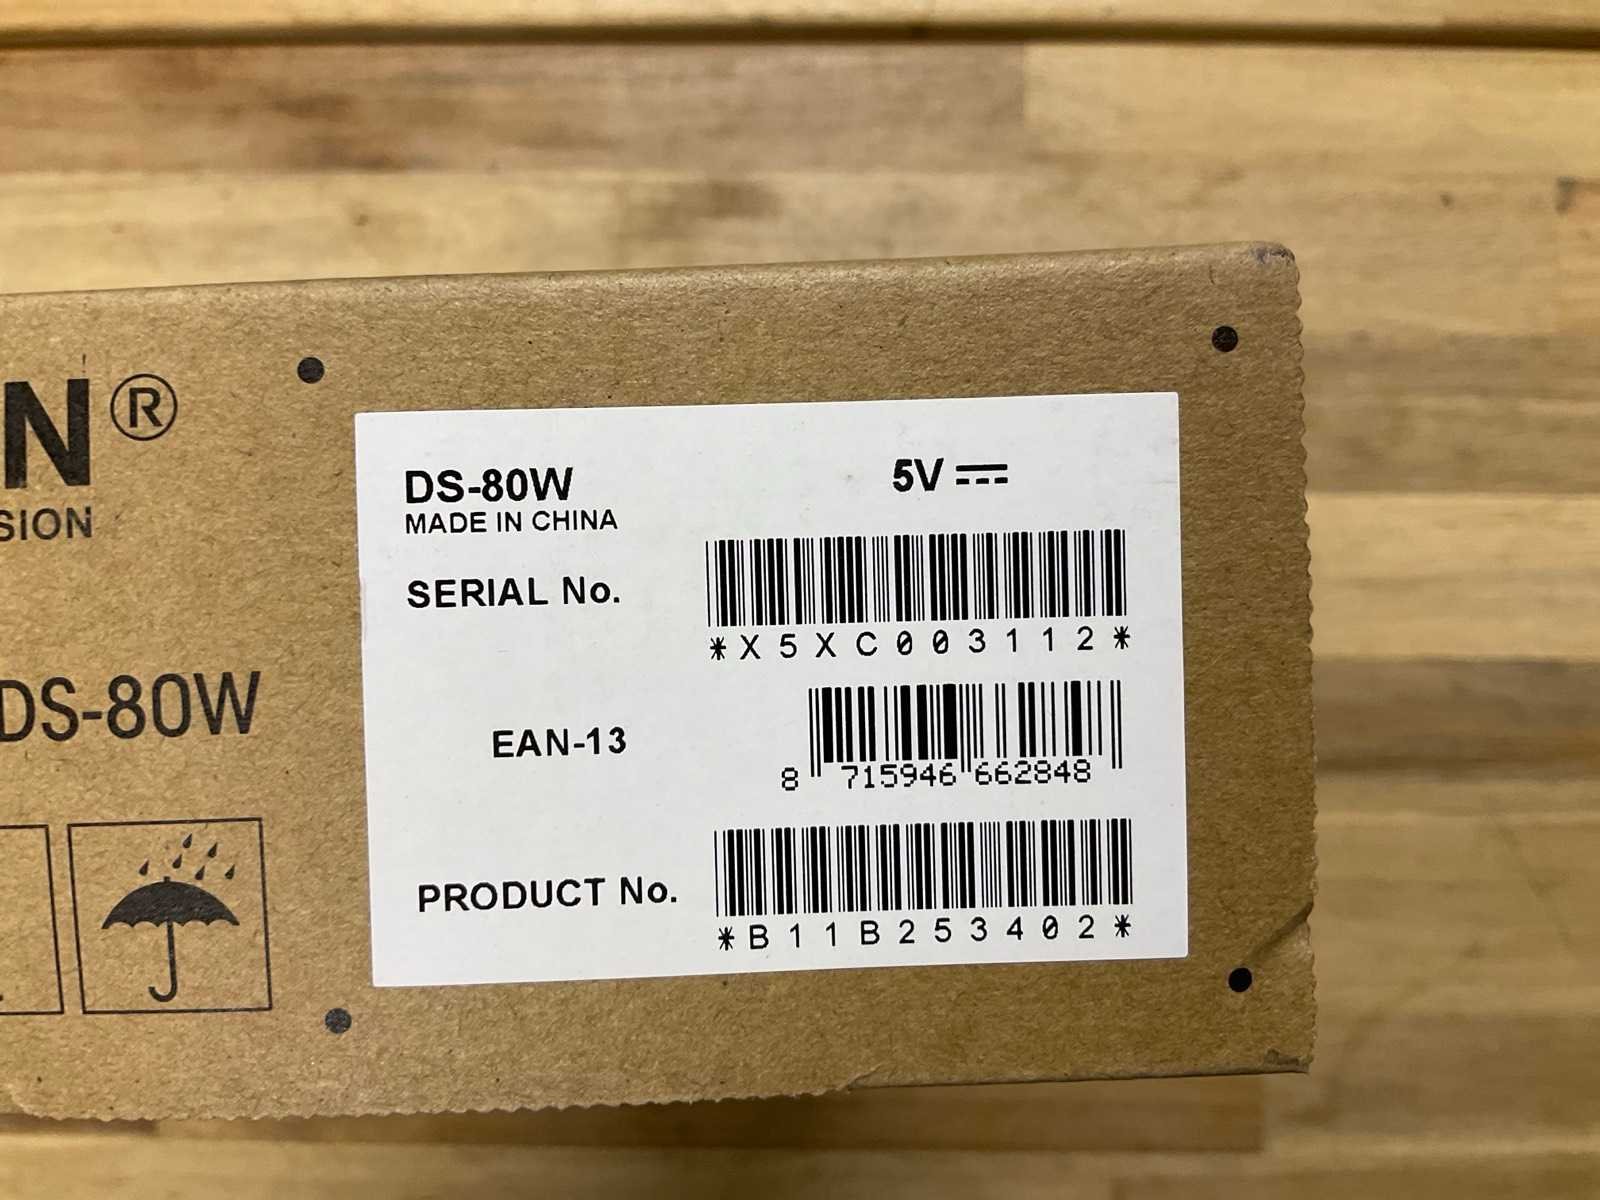 N®
SION
DS-80W
DS-80W
5V
MADE IN CHINA
SERIAL No.
*X5XC003112*
EAN-13
8 715946 662848
PRODUCT No.
*B11B253402*